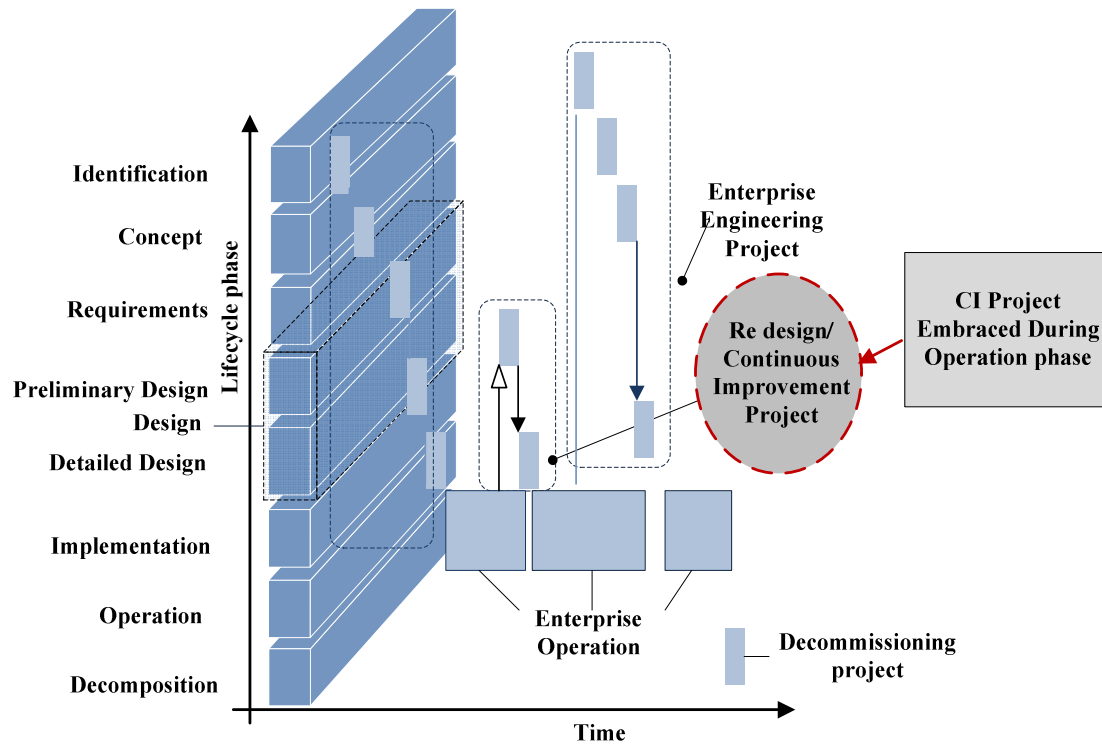 Lifecycle phase
Identification
Concept
Requirements
Preliminary Design
Design
Detailed Design
Implementation
Operation
Decomposition
Enterprise
Engineering
Project
Re design/
Continuous
Improvement
Project
CI Project
Embraced During
Operation phase
Enterprise
Operation
Decommissioning
project
Time